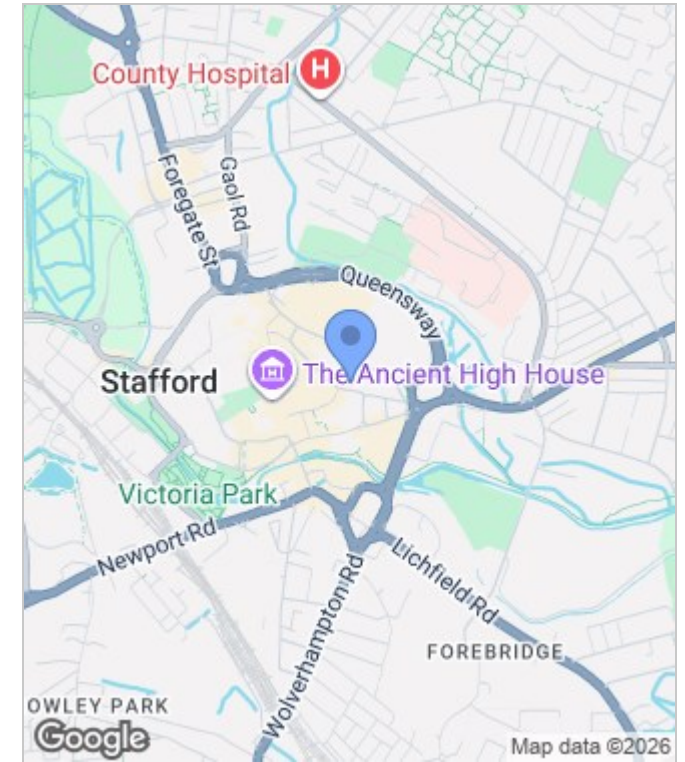 County Hospital
H
Foregate St
Gaol Rd
Queensway
Stafford
The Ancient High House
Victoria Park
Newport Rd
Lichfield Rd
Wolverhampton Rd
FOREBRIDGE
OWLEY PARK
Google
Map data ©2026